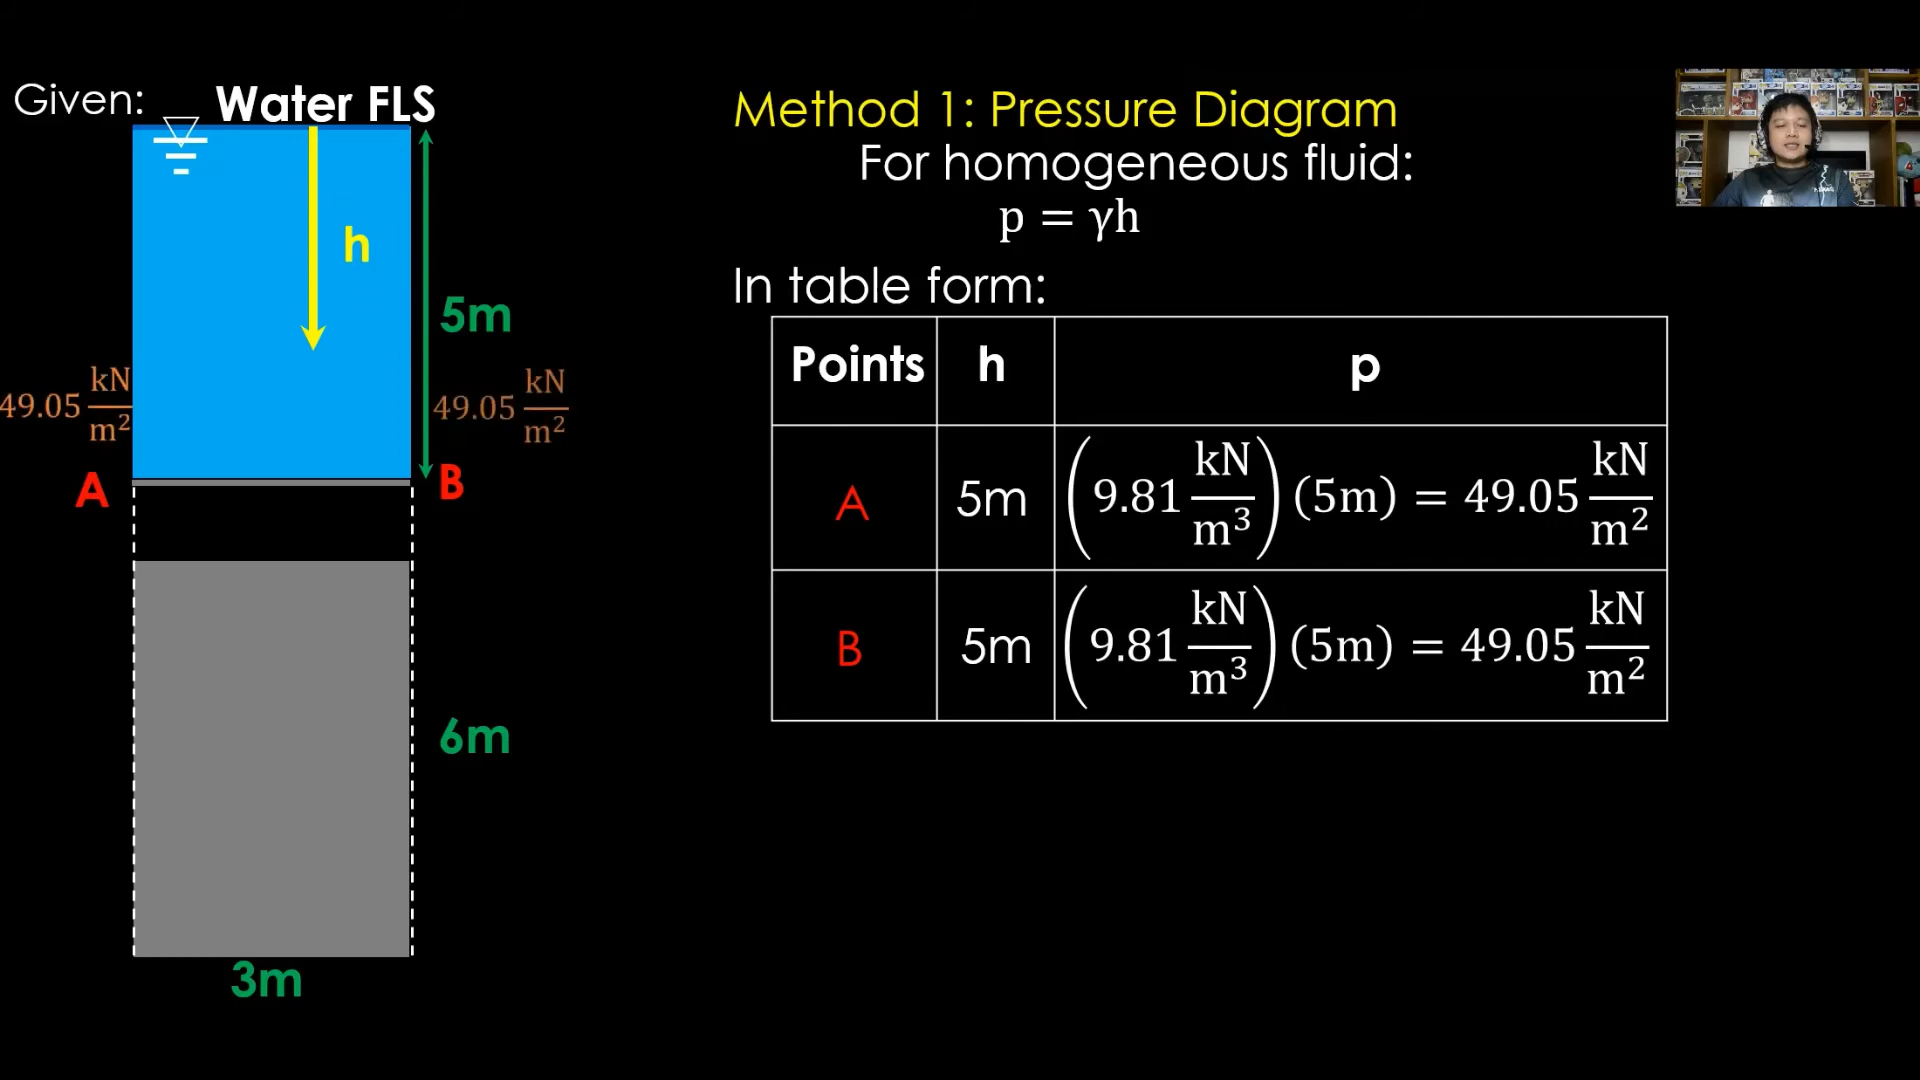 Given:
Water FLS
h
5m
49.05 kN/m²
49.05 kN/m²
A
B
6m
3m
Method 1: Pressure Diagram
For homogeneous fluid:
p = γh
In table form:
Points h p
A 5m (9.81 kN/m³)(5m) = 49.05 kN/m²
B 5m (9.81 kN/m³)(5m) = 49.05 kN/m²